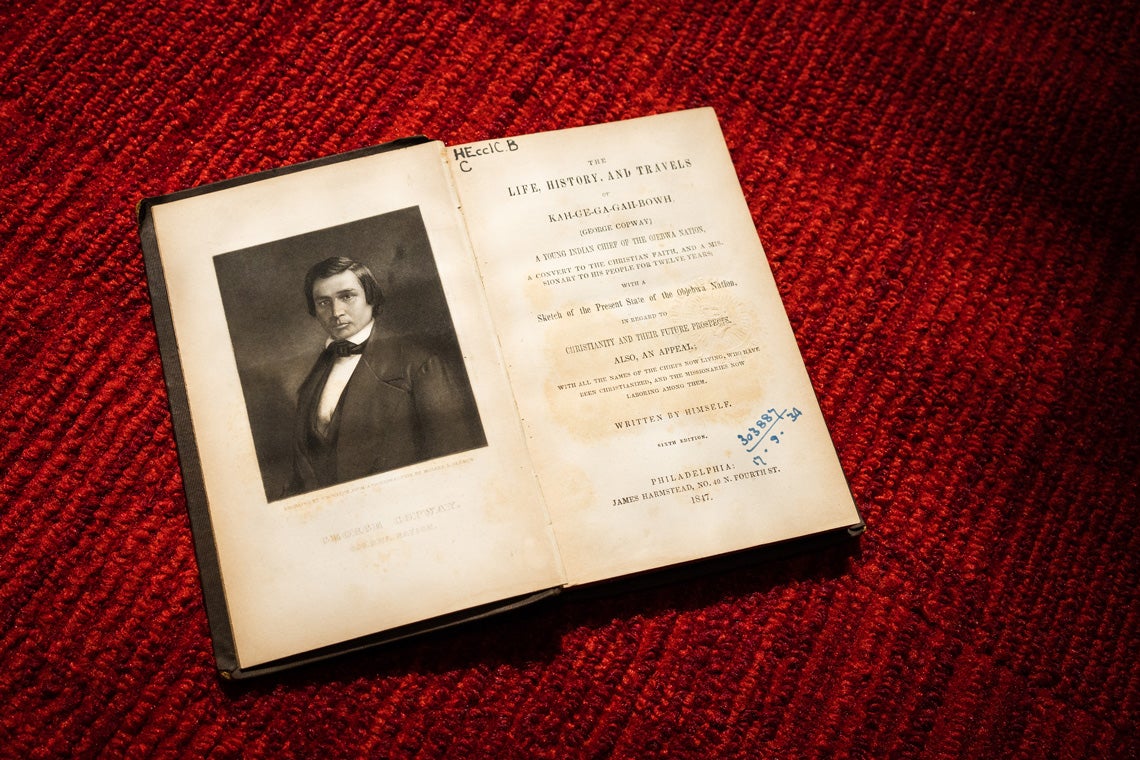 GEORGE COPWAY.
HEcclC.B
C
THE
LIFE, HISTORY, AND TRAVELS
OF
KAH-GE-GA-GAH-BOWH,
(GEORGE COPWAY)
A YOUNG INDIAN CHIEF OF THE OJEBWA NATION,
A CONVERT TO THE CHRISTIAN FAITH, AND A MIS-
SIONARY TO HIS PEOPLE FOR TWELVE YEARS;
WITH A
Sketch of the Present State of the Objebwa Nation,
IN REGARD TO
CHRISTIANITY AND THEIR FUTURE PROSPECTS.
ALSO, AN APPEAL;
WITH ALL THE NAMES OF THE CHIEFS NOW LIVING, WHO HAVE
BEEN CHRISTIANIZED, AND THE MISSIONARIES NOW
LABORING AMONG THEM.
WRITTEN BY HIMSELF.
SIXTH EDITION.
303887
17. 9. 34
PHILADELPHIA:
JAMES HARMSTEAD, NO. 40 N. FOURTH ST.
1847.